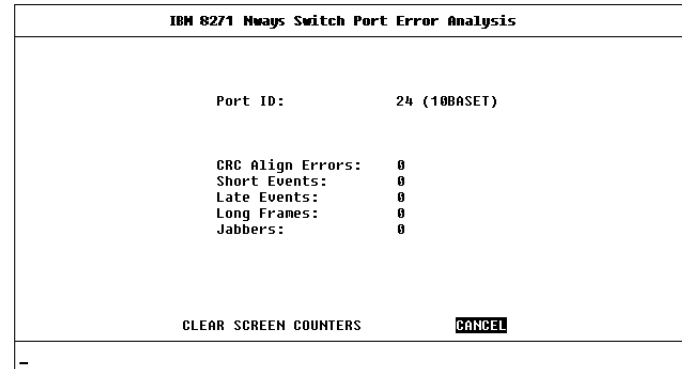 IBM 8271 Nways Switch Port Error Analysis
Port ID: 24 (10BASET)
CRC Align Errors: 0
Short Events: 0
Late Events: 0
Long Frames: 0
Jabbers: 0
CLEAR SCREEN COUNTERS CANCEL
_